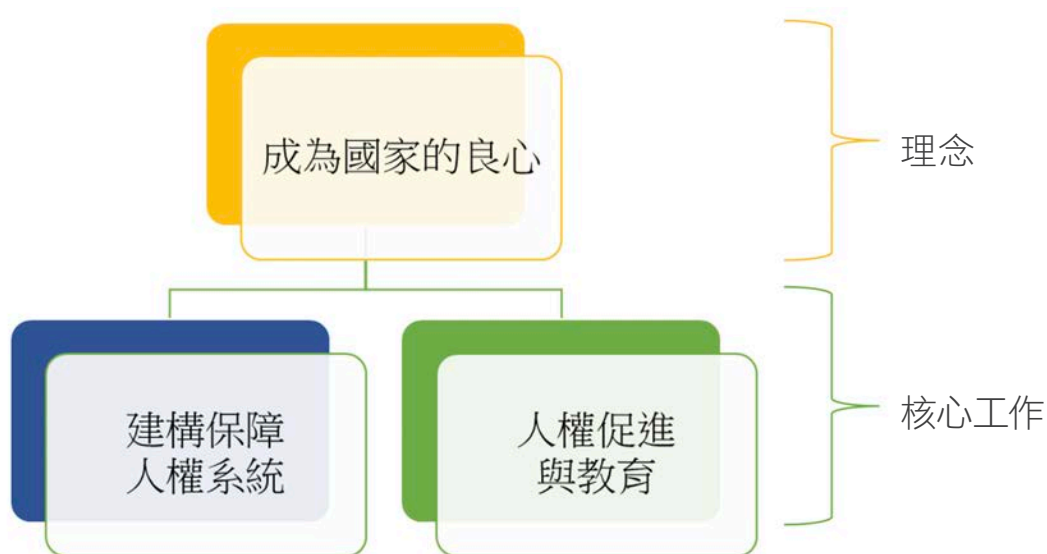 成為國家的良心
理念
建構保障
人權系統
人權促進
與教育
核心工作